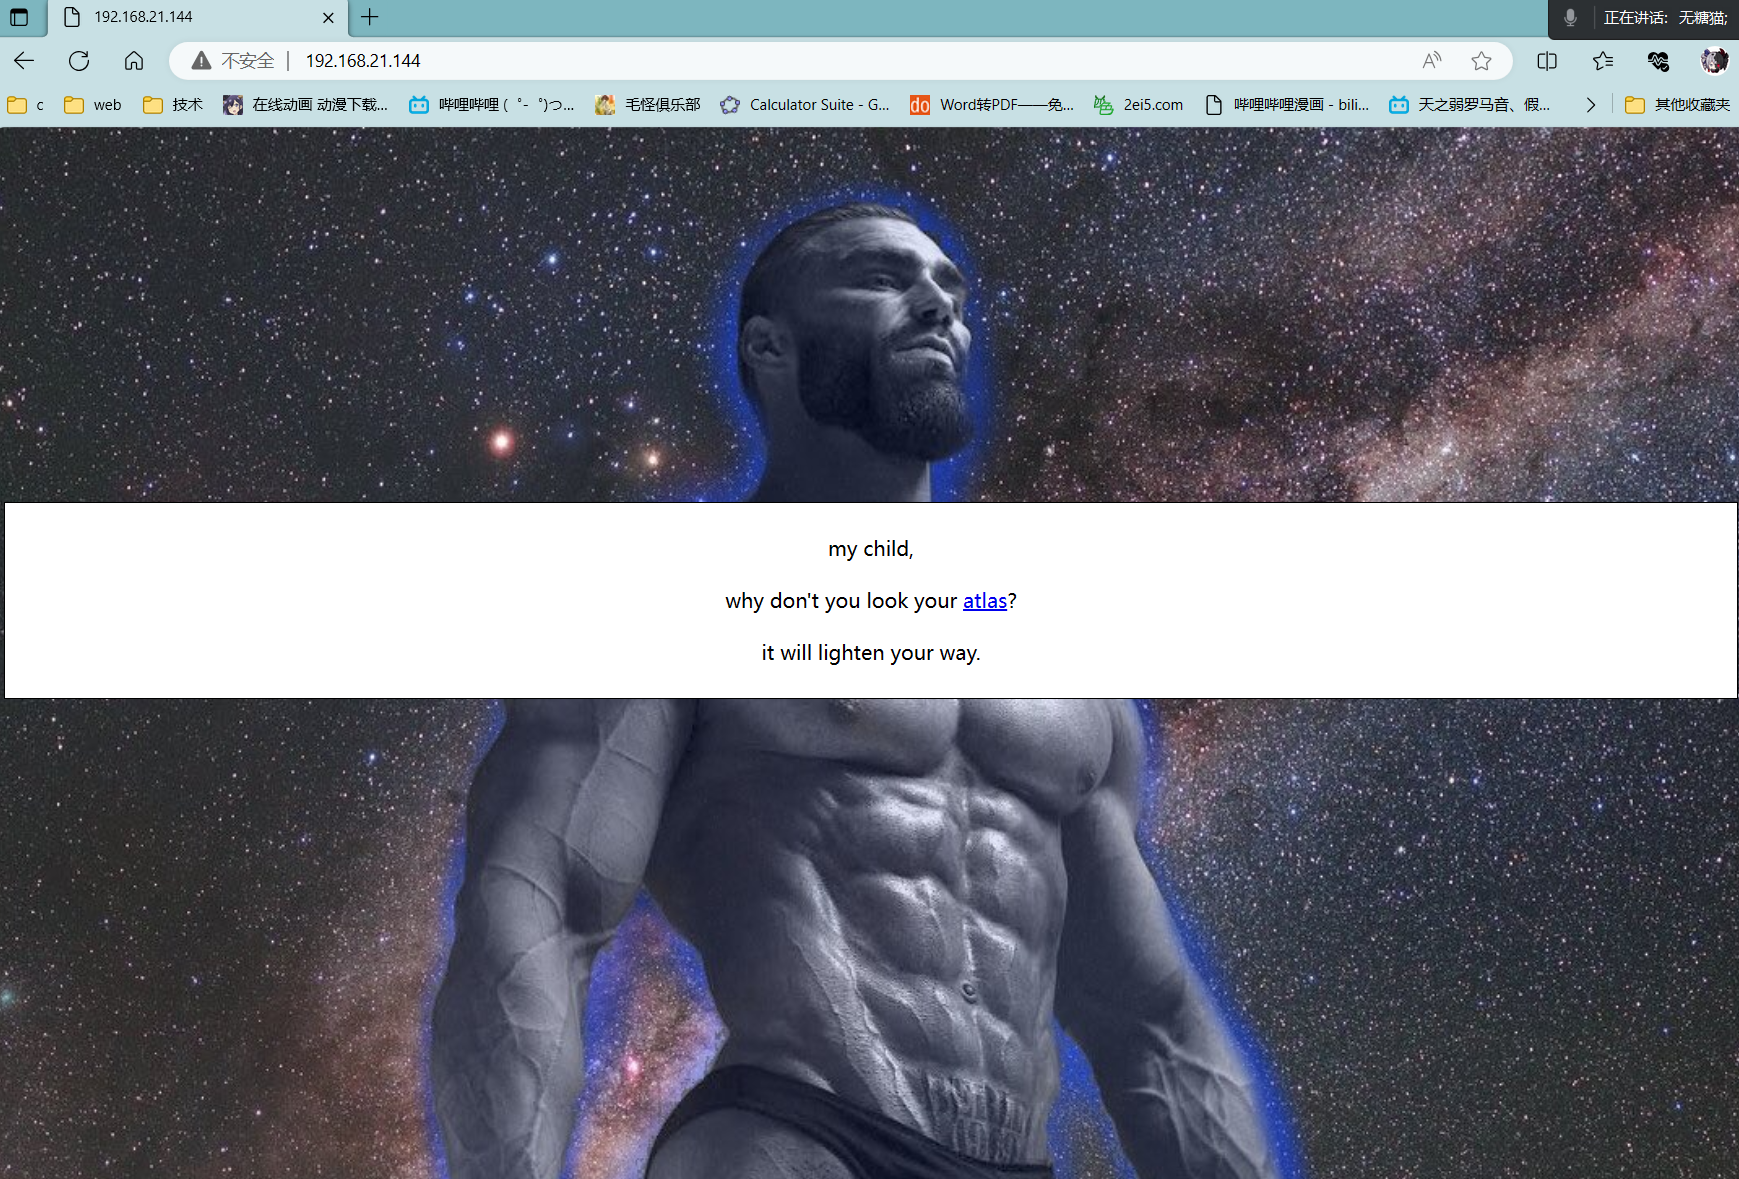 192.168.21.144
正在讲话: 无糖猫;
不安全 | 192.168.21.144
c web 技术 在线动画 动漫下载... 哔哩哔哩 ( ゜- ゜)つ... 毛怪俱乐部 Calculator Suite - G... Word转PDF——免... 2ei5.com 哔哩哔哩漫画 - bili... 天之弱罗马音、假... 其他收藏夹
my child,
why don't you look your atlas?
it will lighten your way.